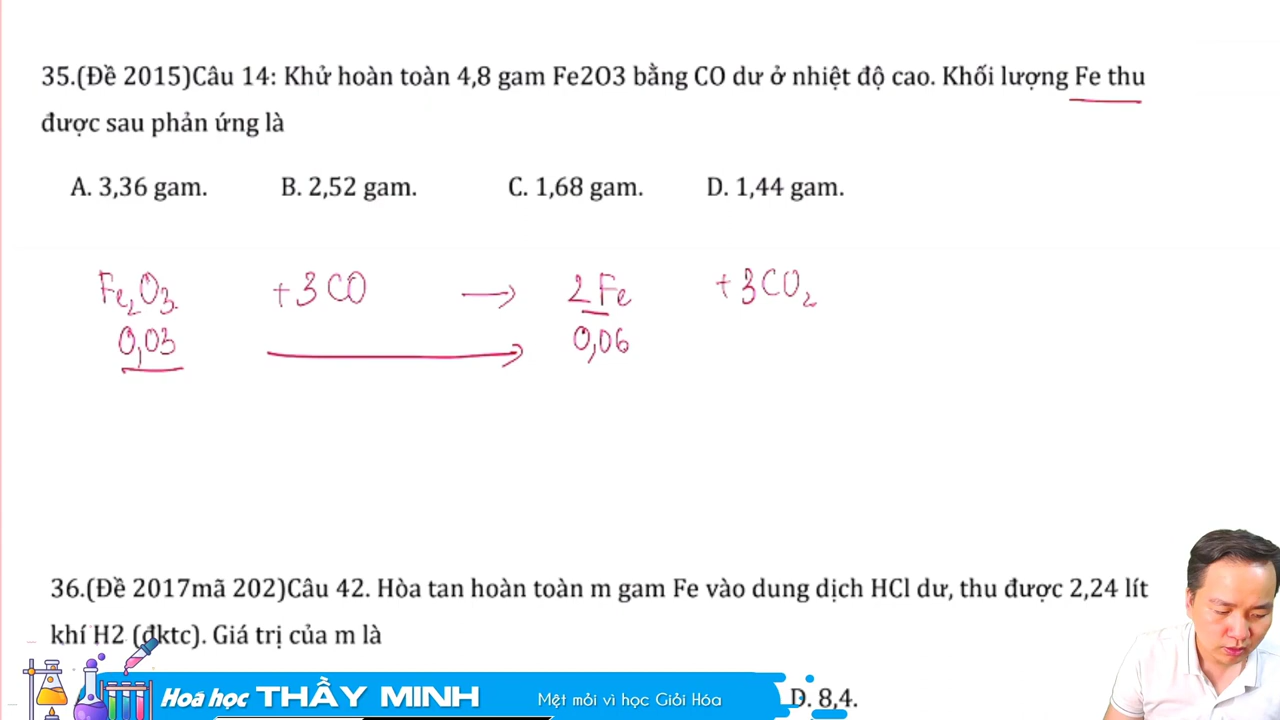 35.(Đề 2015)Câu 14: Khử hoàn toàn 4,8 gam Fe2O3 bằng CO dư ở nhiệt độ cao. Khối lượng Fe thu
được sau phản ứng là
A. 3,36 gam. B. 2,52 gam. C. 1,68 gam. D. 1,44 gam.
Fe₂O₃ +3CO → 2Fe +3CO₂
0,03 → 0,06
36.(Đề 2017mã 202)Câu 42. Hòa tan hoàn toàn m gam Fe vào dung dịch HCl dư, thu được 2,24 lít
khí H2 (đktc). Giá trị của m là
D. 8,4.
Hoá học THẦY MINH Mệt mỏi vì học Giỏi Hóa